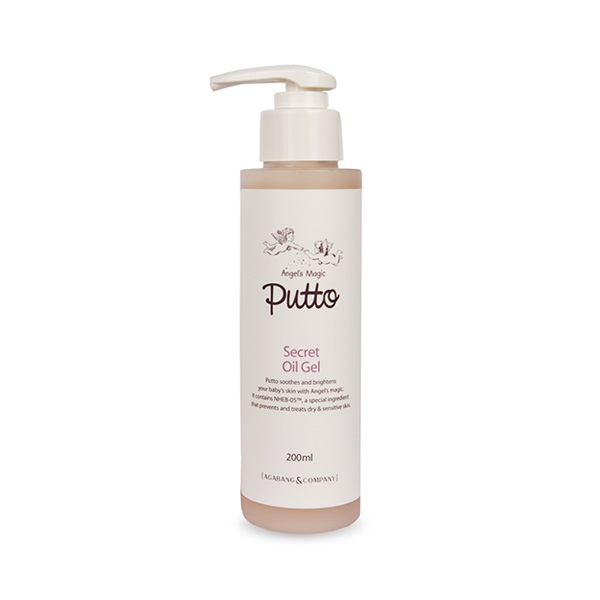 Angel's Magic
Putto
Secret
Oil Gel
Putto soothes and brightens
your baby's skin with Angel's magic.
It contains NHEB-05™, a special ingredient
that prevents and treats dry & sensitive skin.
200ml
[AGABANG&COMPANY]